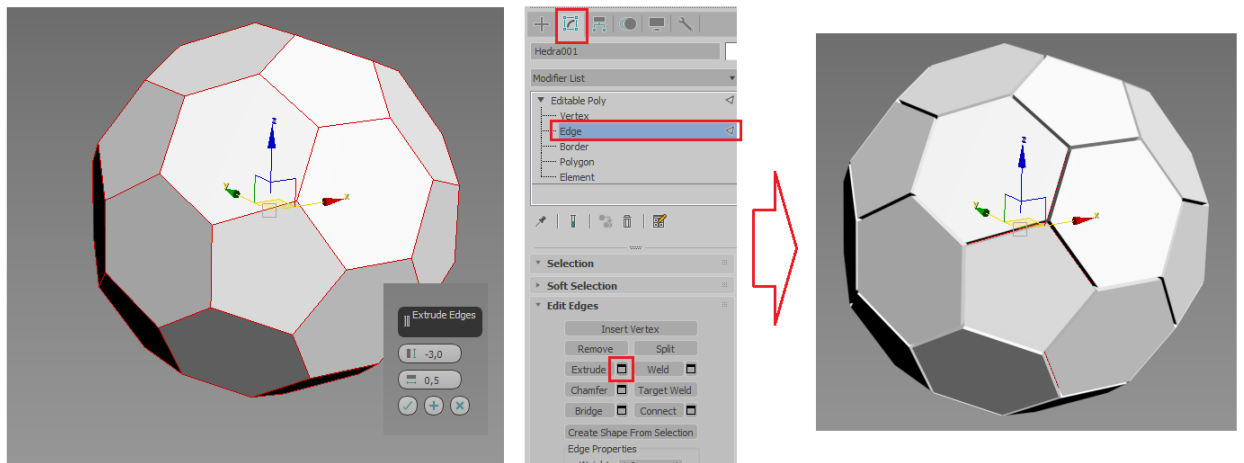 z
y
x
Extrude Edges
-3,0
0,5
Hedra001
Modifier List
Editable Poly
Vertex
Edge
Border
Polygon
Element
Selection
Soft Selection
Edit Edges
Insert Vertex
Remove Split
Extrude Weld
Chamfer Target Weld
Bridge Connect
Create Shape From Selection
Edge Properties
z
y
x